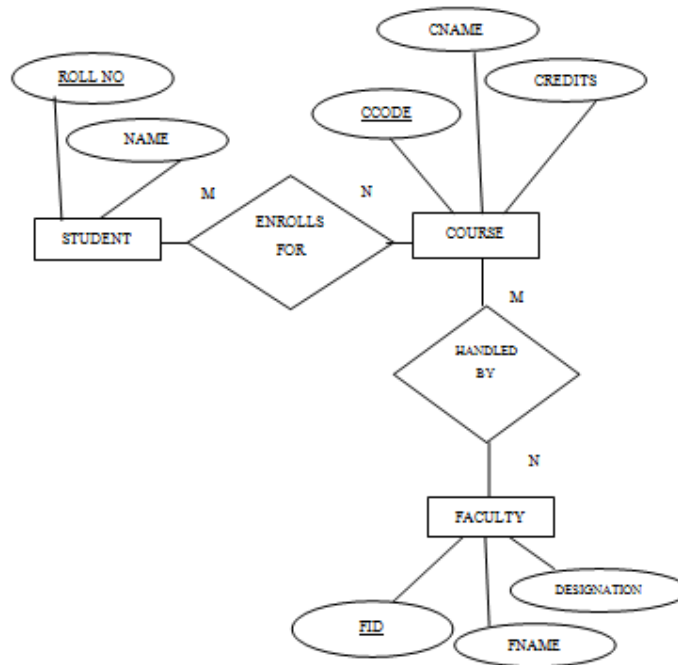 CNAME
ROLL NO
CREDITS
CCODE
NAME
M
N
ENROLLS
FOR
STUDENT
COURSE
M
HANDLED
BY
N
FACULTY
DESIGNATION
FID
FNAME